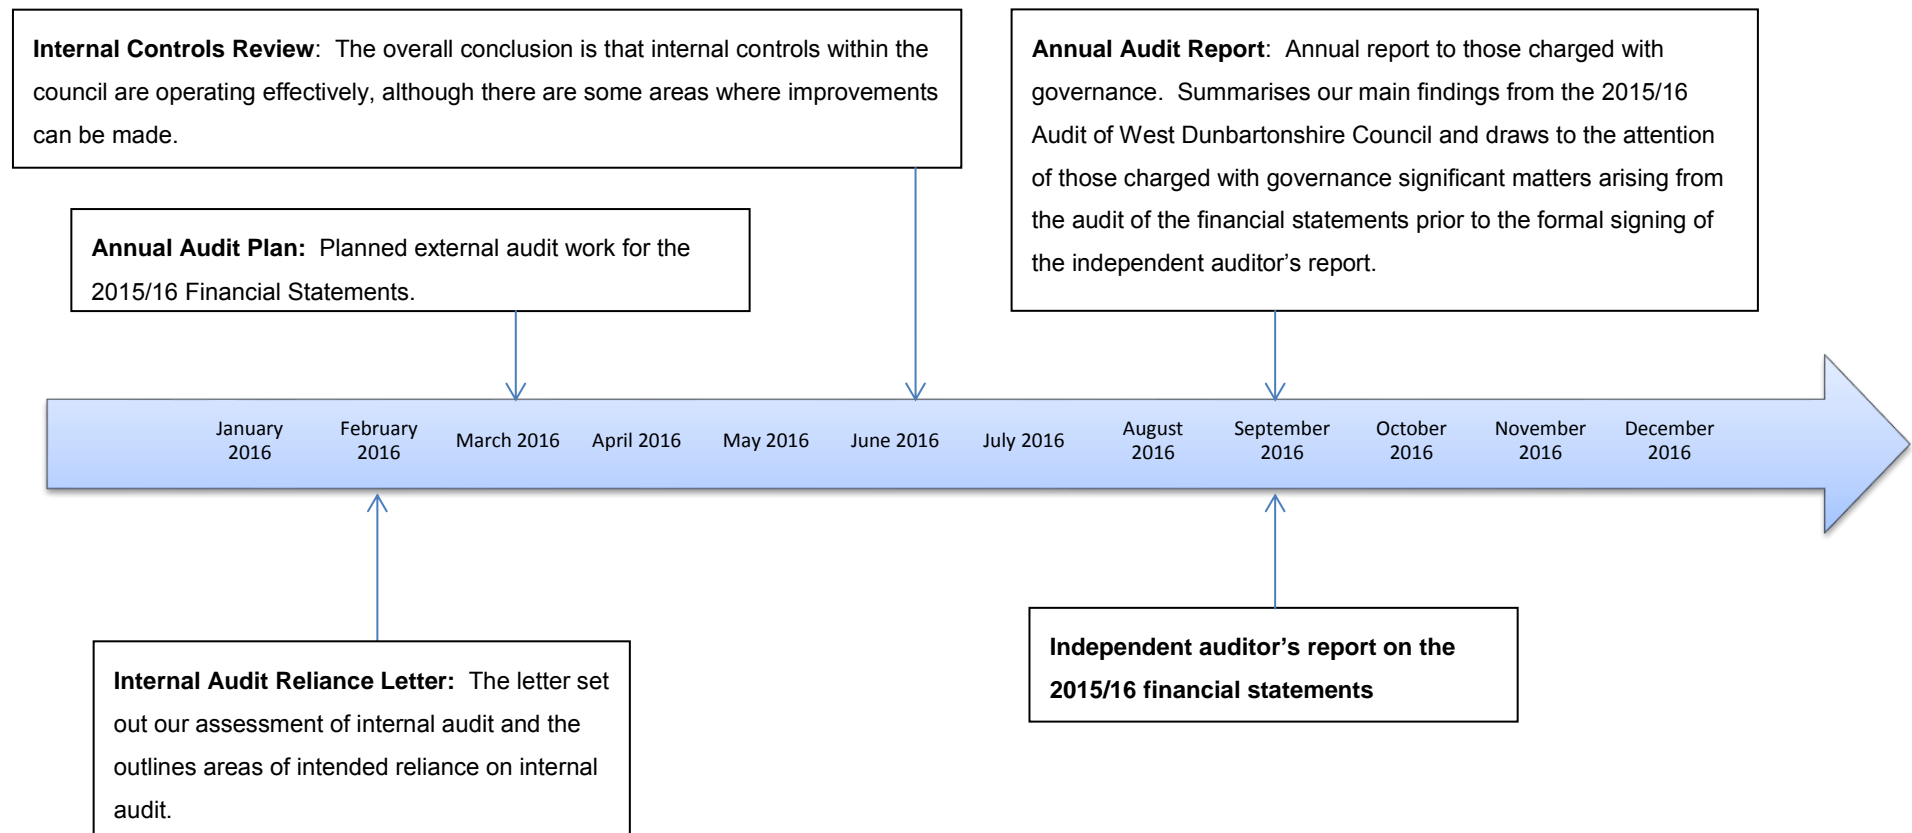 Internal Controls Review:  The overall conclusion is that internal controls within the
council are operating effectively, although there are some areas where improvements
can be made.
Annual Audit Report:  Annual report to those charged with
governance.  Summarises our main findings from the 2015/16
Audit of West Dunbartonshire Council and draws to the attention
of those charged with governance significant matters arising from
the audit of the financial statements prior to the formal signing of
the independent auditor’s report.
Annual Audit Plan:  Planned external audit work for the
2015/16 Financial Statements.
January
2016
February
2016
March 2016
April 2016
May 2016
June 2016
July 2016
August
2016
September
2016
October
2016
November
2016
December
2016
Internal Audit Reliance Letter:  The letter set
out our assessment of internal audit and the
outlines areas of intended reliance on internal
audit.
Independent auditor’s report on the
2015/16 financial statements